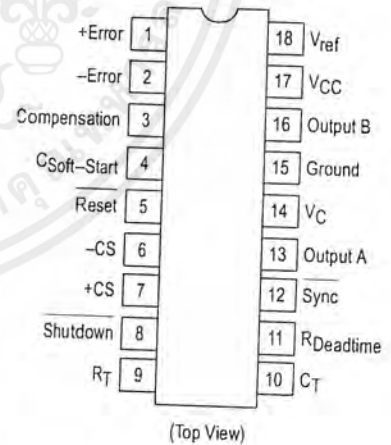 +Error 1
–Error 2
Compensation 3
CSoft–Start 4
Reset 5
–CS 6
+CS 7
Shutdown 8
RT 9
18 Vref
17 VCC
16 Output B
15 Ground
14 VC
13 Output A
12 Sync
11 RDeadtime
10 CT
(Top View)